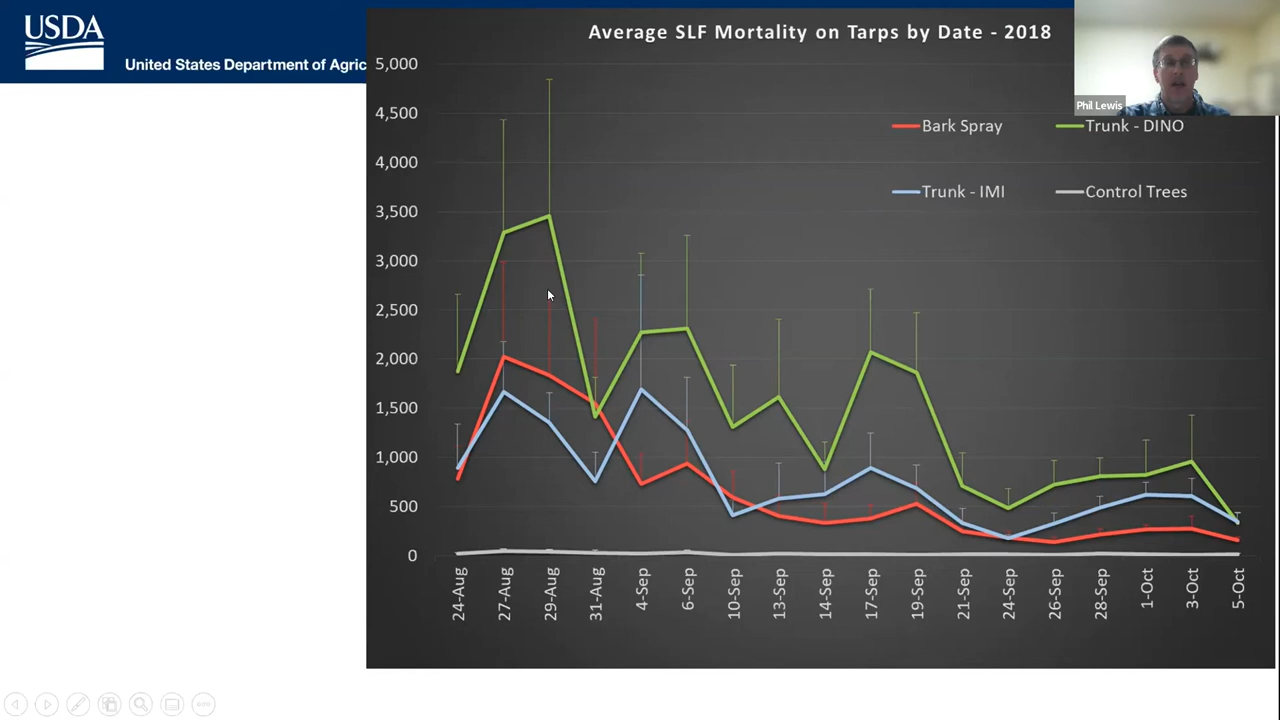 USDA
United States Department of Agric
Average SLF Mortality on Tarps by Date - 2018
Phil Lewis
Bark Spray
Trunk - DINO
Trunk - IMI
Control Trees
5,000
4,500
4,000
3,500
3,000
2,500
2,000
1,500
1,000
500
0
24-Aug
27-Aug
29-Aug
31-Aug
4-Sep
6-Sep
10-Sep
13-Sep
14-Sep
17-Sep
19-Sep
21-Sep
24-Sep
26-Sep
28-Sep
1-Oct
3-Oct
5-Oct